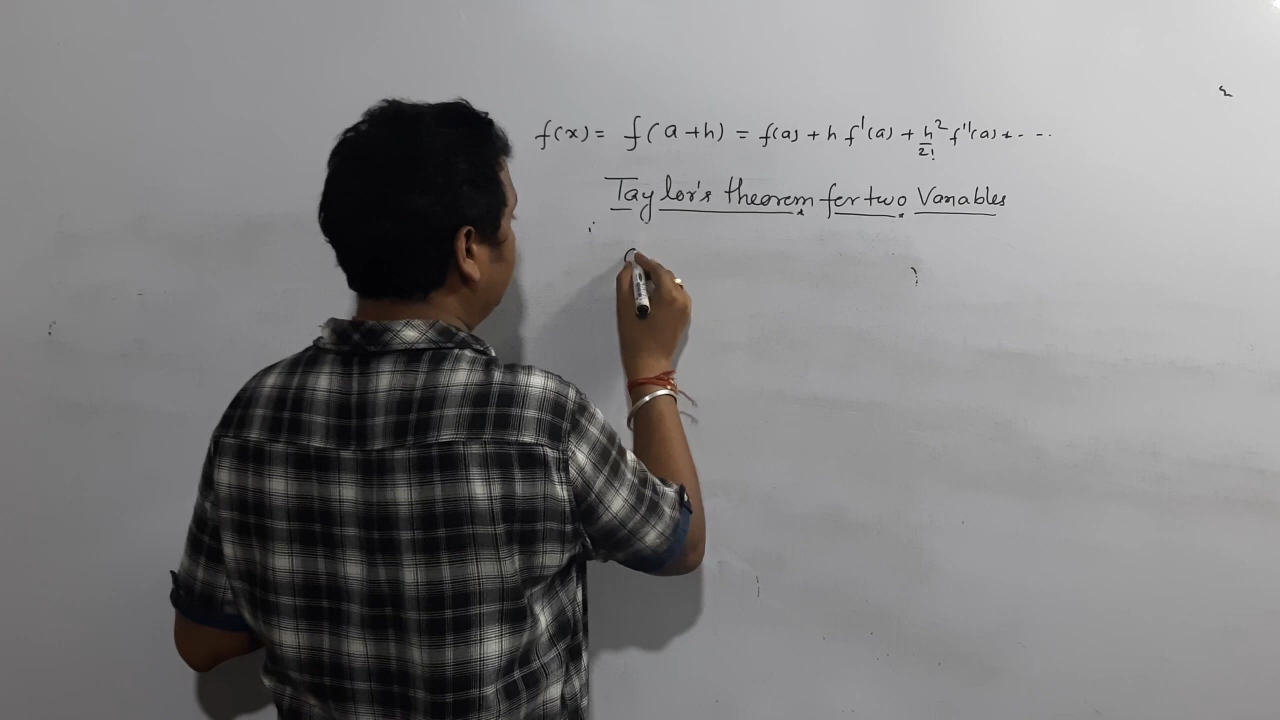 f(x) = f(a+h) = f(a) + h f'(a) + h²/2! f''(a) + - --
Taylor's theorem for two Variables